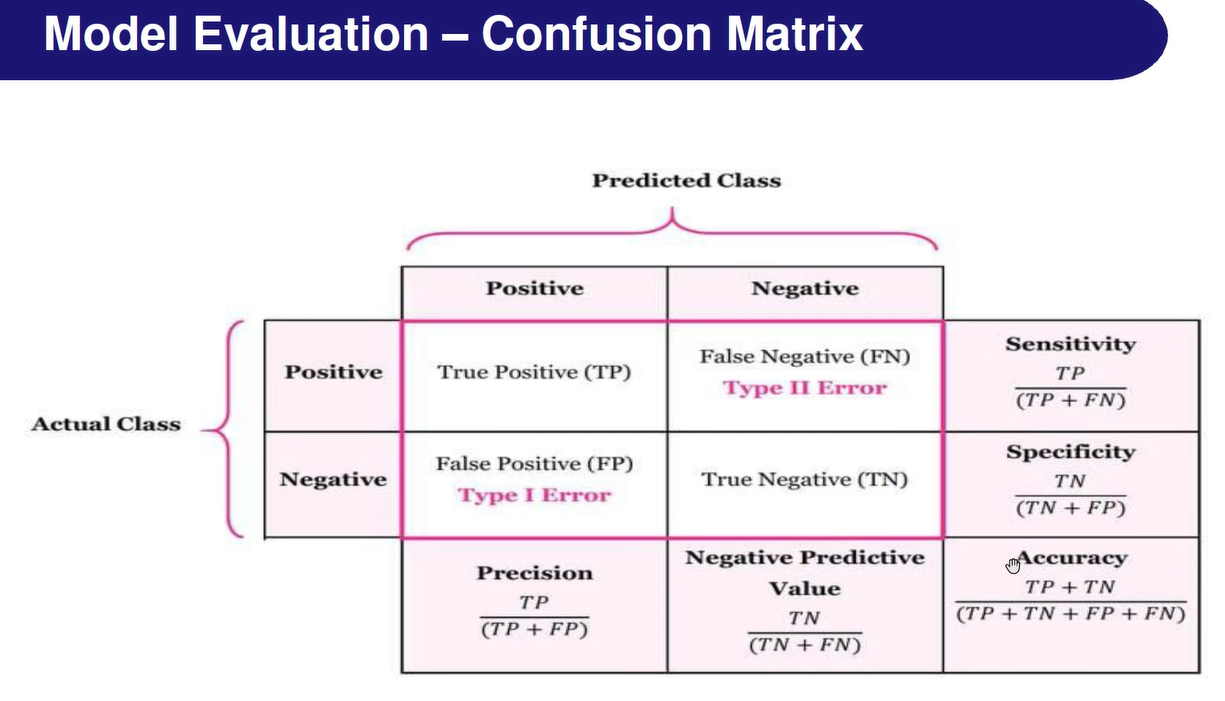 Model Evaluation – Confusion Matrix
Predicted Class
Positive
Negative
Actual Class
Positive
True Positive (TP)
False Negative (FN)
Type II Error
Sensitivity
TP
(TP + FN)
Negative
False Positive (FP)
Type I Error
True Negative (TN)
Specificity
TN
(TN + FP)
Precision
TP
(TP + FP)
Negative Predictive
Value
TN
(TN + FN)
Accuracy
TP + TN
(TP + TN + FP + FN)